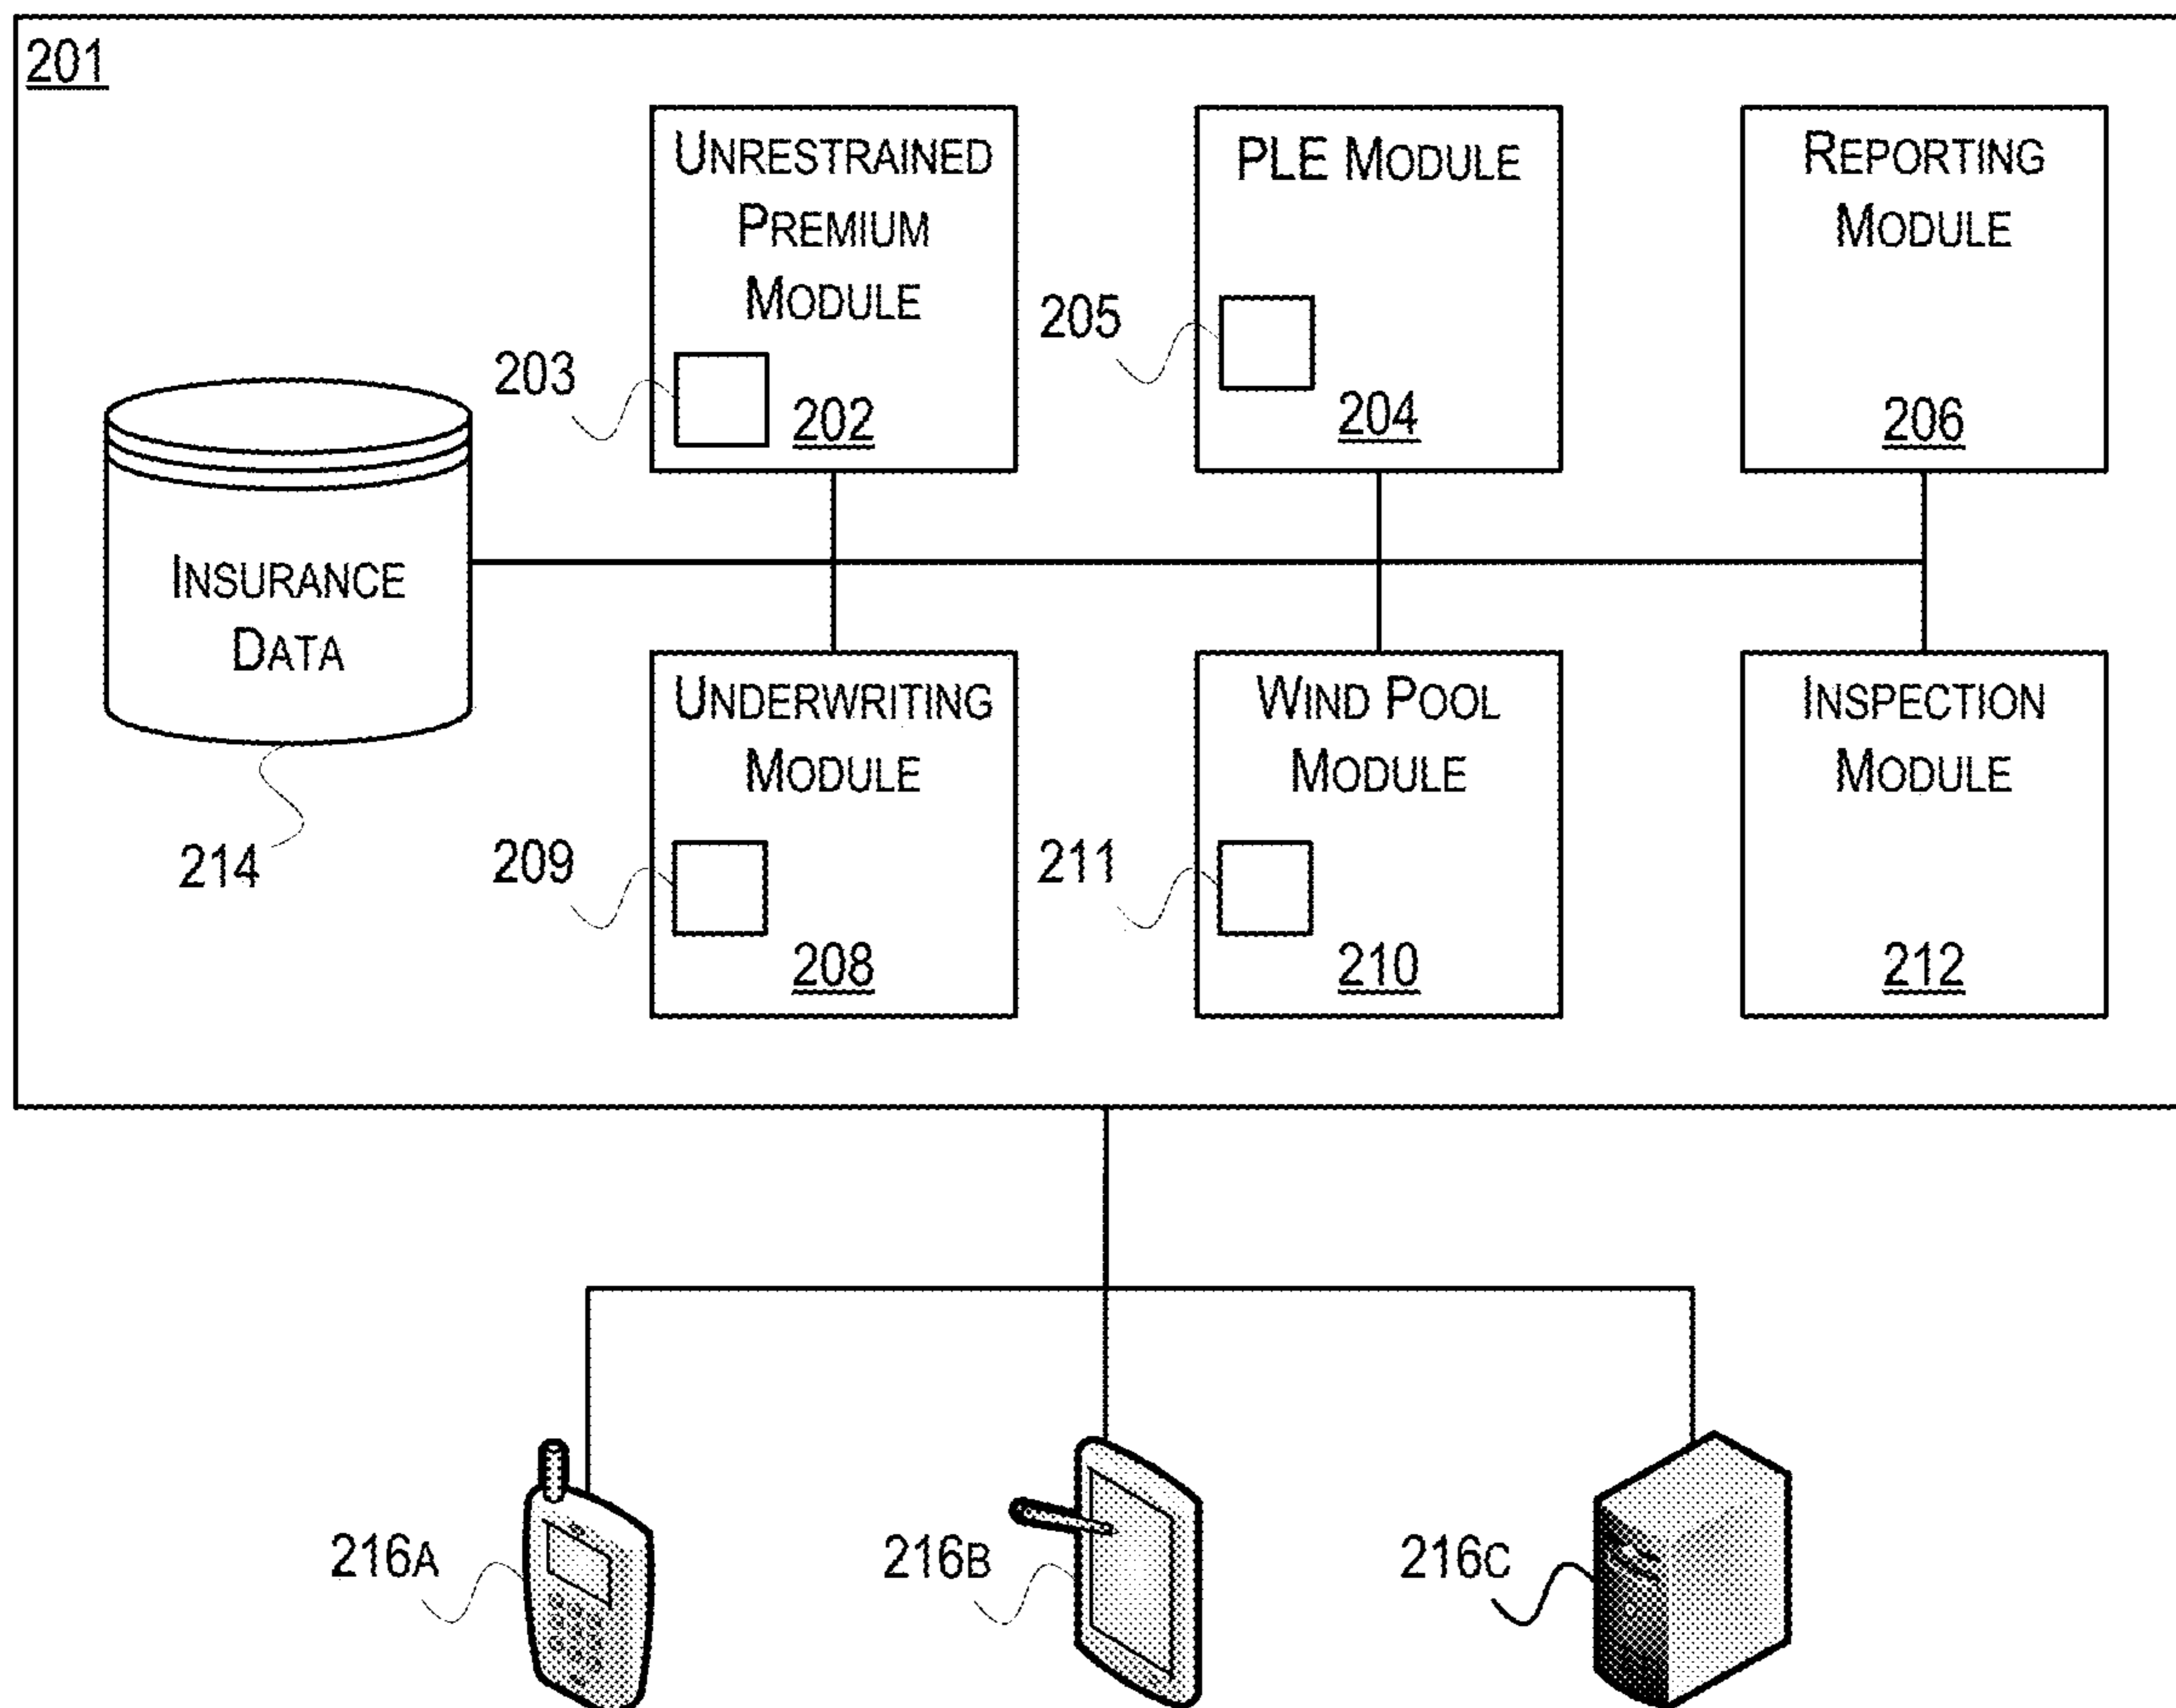 201
UNRESTRAINED
PREMIUM
MODULE
203
202
PLE MODULE
205
204
REPORTING
MODULE
206
INSURANCE
DATA
214
UNDERWRITING
MODULE
209
208
WIND POOL
MODULE
211
210
INSPECTION
MODULE
212
216A
216B
216C